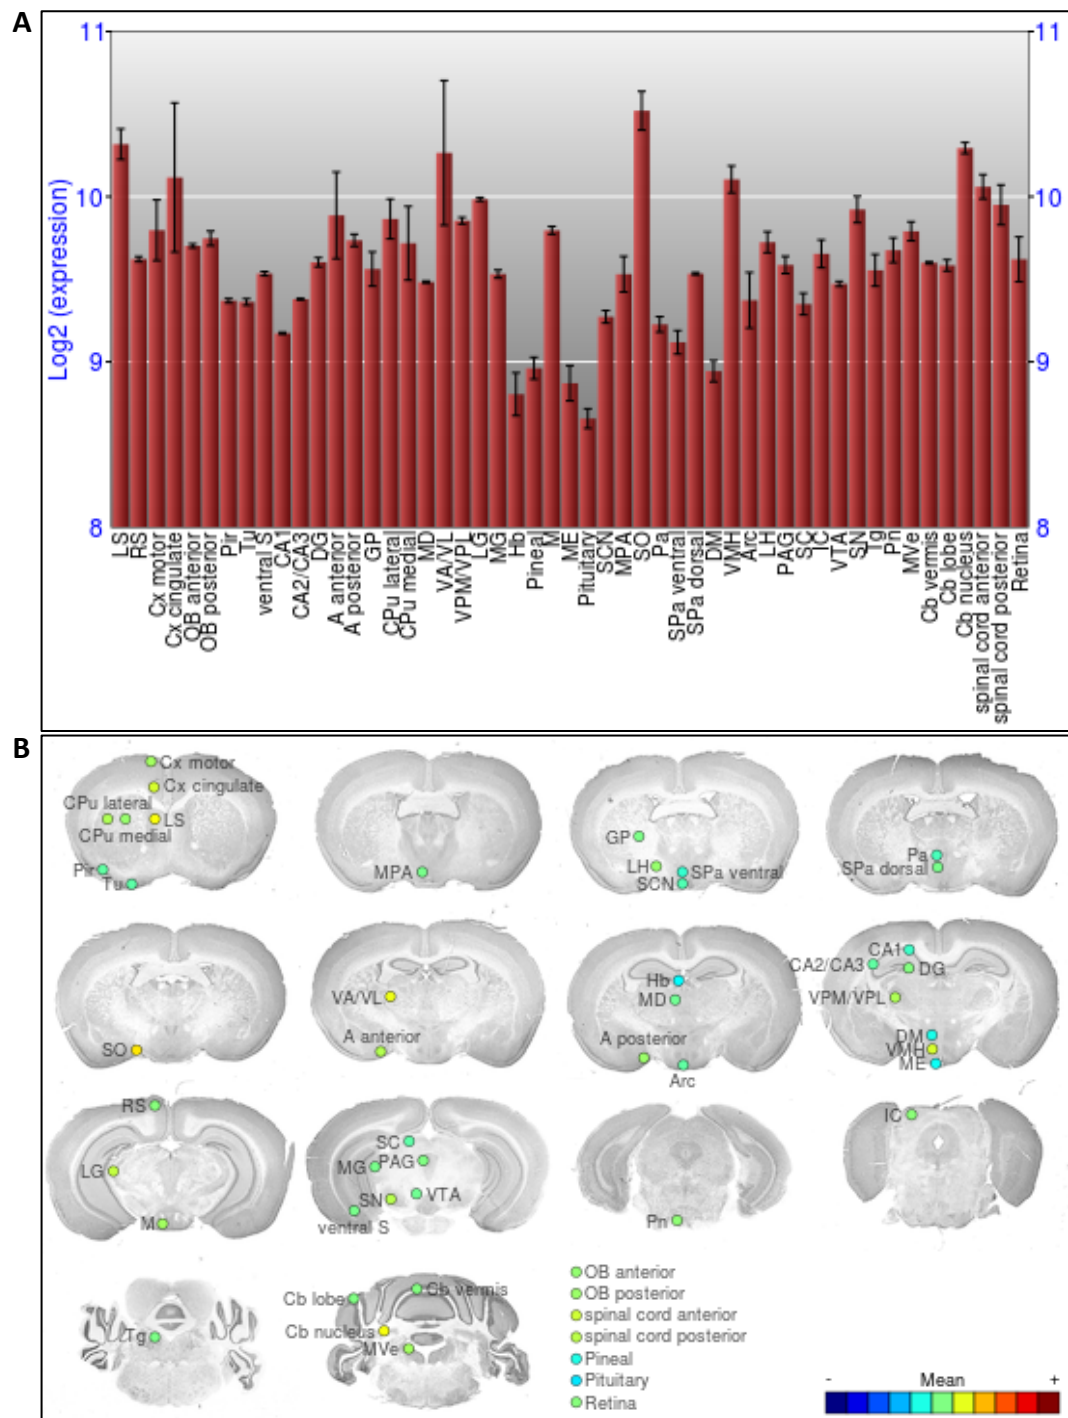 A
11
11
10
10
9
9
8
8
Log2 (expression)
LS
RS
Cx motor
Cx cingulate
OB anterior
OB posterior
Pir
Tu
ventral S
CA1
CA2/CA3
DG
A anterior
A posterior
GP
CPu lateral
CPu medial
MD
VA/VL
VPM/VPL
LG
MG
Hb
Pineal
M
ME
Pituitary
SCN
MPA
SO
Pa
SPa ventral
SPa dorsal
DM
VMH
Arc
LH
PAG
SC
IC
VTA
SN
Tg
Pn
MVe
Cb vermis
Cb lobe
Cb nucleus
spinal cord anterior
spinal cord posterior
Retina
B
Cx motor
Cx cingulate
CPu lateral
LS
CPu medial
Pir
Tu
MPA
GP
LH
SPa ventral
SCN
Pa
SPa dorsal
SO
VA/VL
A anterior
Hb
MD
A posterior
Arc
CA1
CA2/CA3
DG
VPM/VPL
DM
VMH
ME
RS
LG
M
SC
MG
PAG
SN
VTA
ventral S
Pn
IC
Tg
Cb lobe
Cb vermis
Cb nucleus
MVe
OB anterior
OB posterior
spinal cord anterior
spinal cord posterior
Pineal
Pituitary
Retina
- Mean +